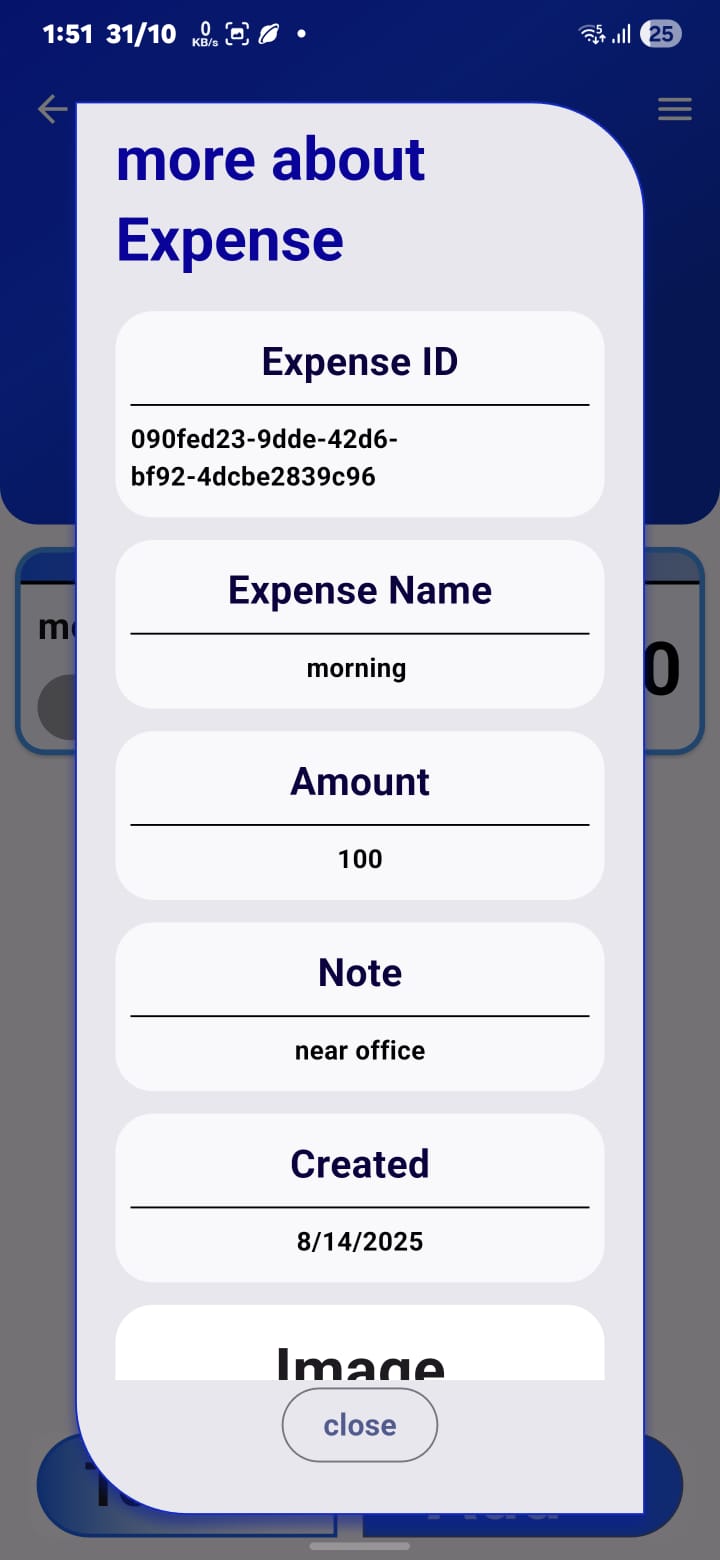 1:51 31/10 0 KB/s 5 25
more about
Expense
Expense ID
090fed23-9dde-42d6-
bf92-4dcbe2839c96
Expense Name
morning
Amount
100
Note
near office
Created
8/14/2025
Image
close